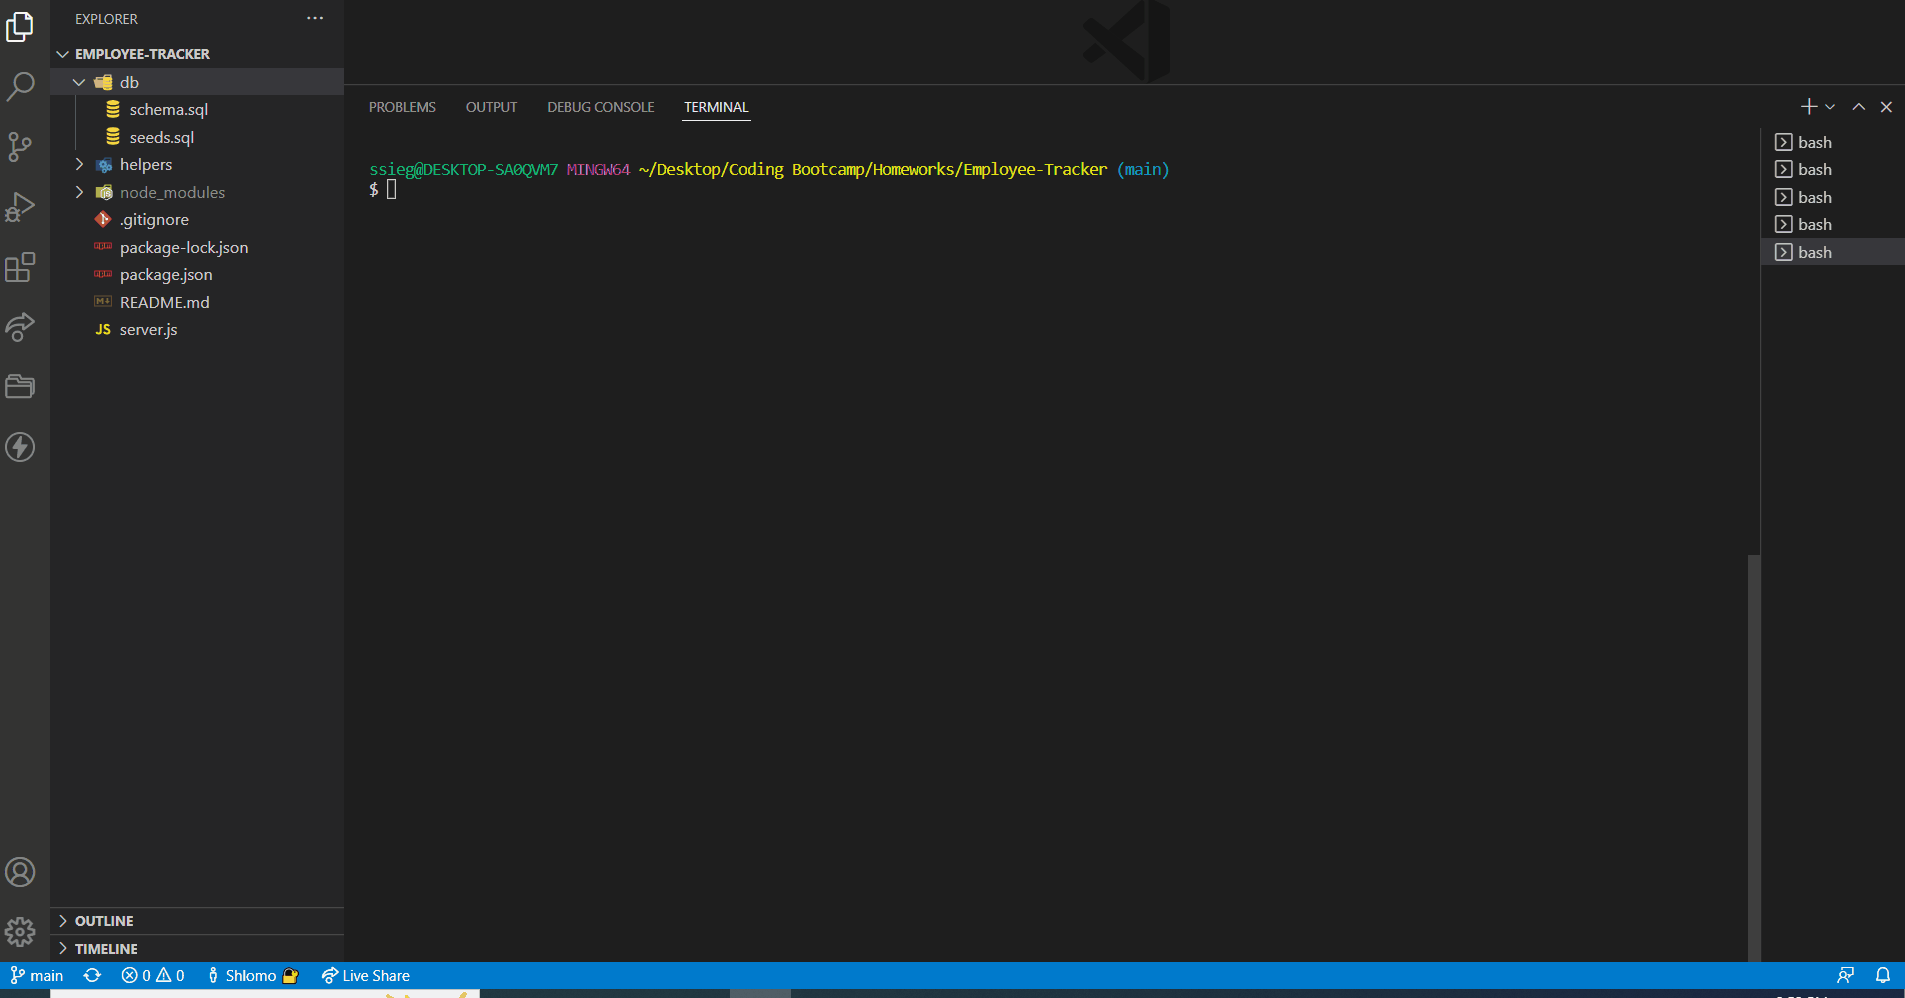 EXPLORER
EMPLOYEE-TRACKER
db
schema.sql
seeds.sql
helpers
node_modules
.gitignore
package-lock.json
package.json
README.md
JS server.js
OUTLINE
TIMELINE
PROBLEMS OUTPUT DEBUG CONSOLE TERMINAL
ssieg@DESKTOP-SA0QVM7 MINGW64 ~/Desktop/Coding Bootcamp/Homeworks/Employee-Tracker (main)
$
bash
bash
bash
bash
bash
main 0 0 Shlomo Live Share